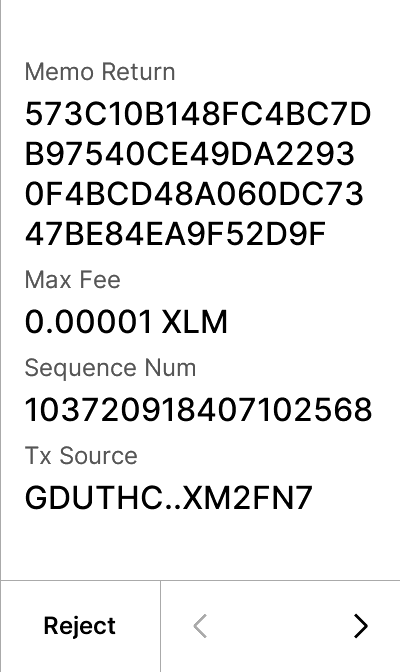 Memo Return
573C10B148FC4BC7D
B97540CE49DA2293
0F4BCD48A060DC73
47BE84EA9F52D9F
Max Fee
0.00001 XLM
Sequence Num
103720918407102568
Tx Source
GDUTHC..XM2FN7
Reject